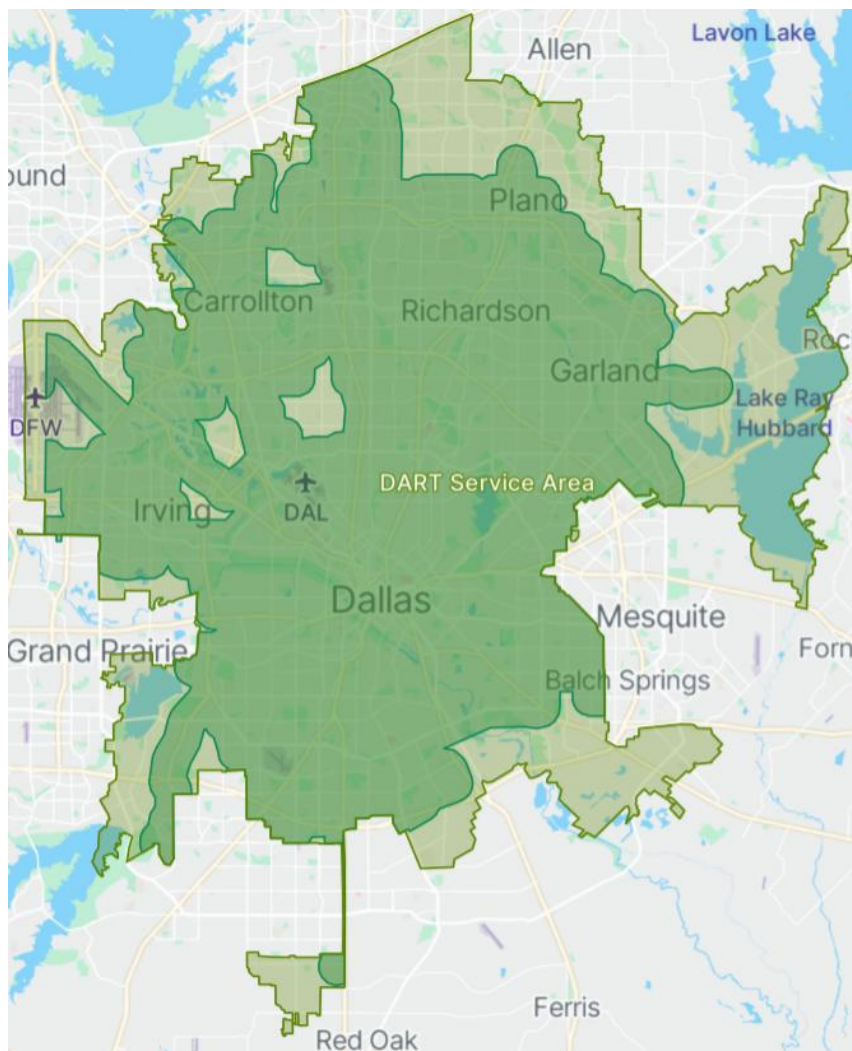 Lavon Lake
Allen
ound
Plano
Carrollton
Richardson
Roc
Garland
Lake Ray
Hubbard
DFW
DART Service Area
Irving
DAL
Dallas
Mesquite
Grand Prairie
Forn
Balch Springs
Ferris
Red Oak